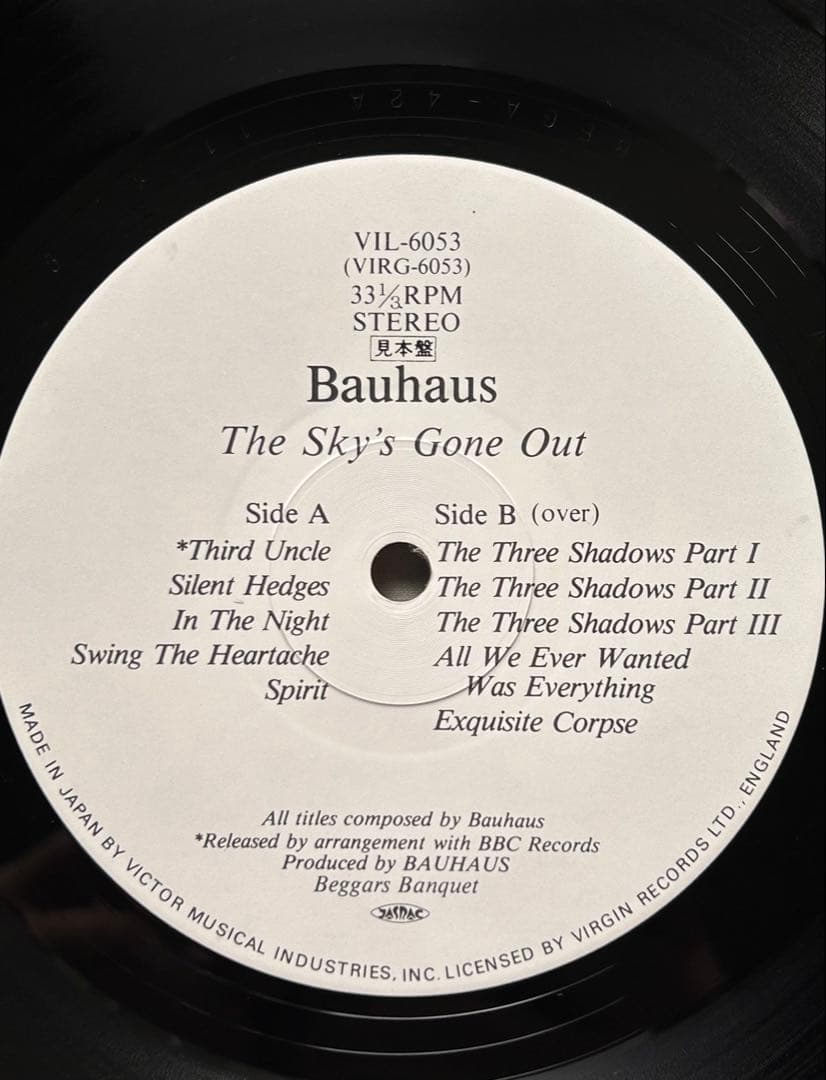 VIL-6053
(VIRG-6053)
33⅓RPM
STEREO
見本盤
Bauhaus
The Sky's Gone Out
Side A
*Third Uncle
Silent Hedges
In The Night
Swing The Heartache
Spirit
Side B (over)
The Three Shadows Part I
The Three Shadows Part II
The Three Shadows Part III
All We Ever Wanted
Was Everything
Exquisite Corpse
All titles composed by Bauhaus
*Released by arrangement with BBC Records
Produced by BAUHAUS
Beggars Banquet
JASRAC
MADE IN JAPAN BY VICTOR MUSICAL INDUSTRIES, INC. LICENSED BY VIRGIN RECORDS LTD., ENGLAND